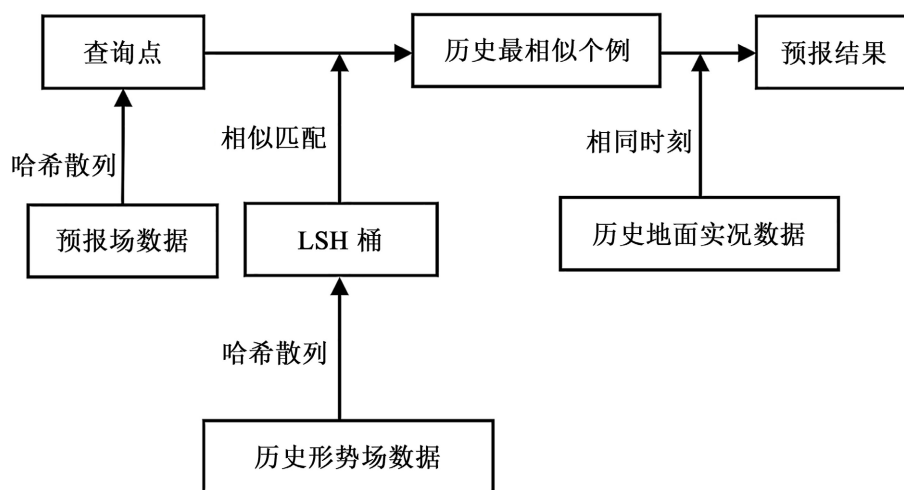 查询点
历史最相似个例
预报结果
哈希散列
相似匹配
相同时刻
预报场数据
LSH 桶
历史地面实况数据
哈希散列
历史形势场数据